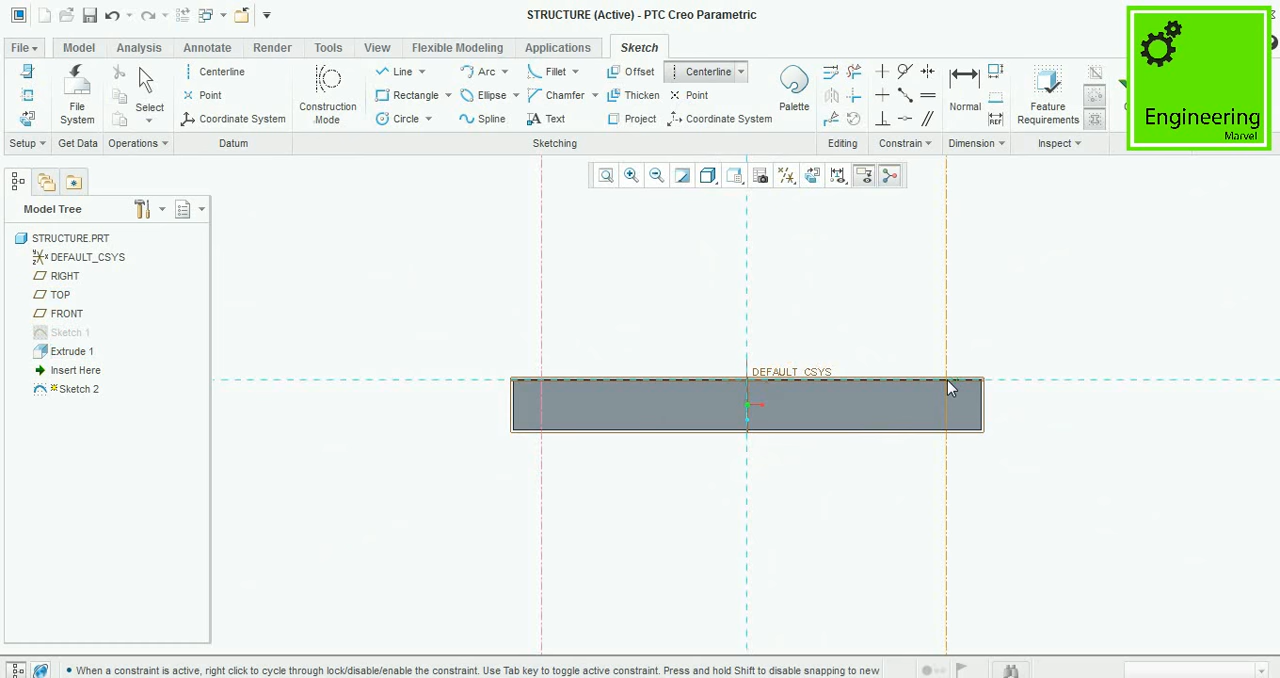 STRUCTURE (Active) - PTC Creo Parametric
File Model Analysis Annotate Render Tools View Flexible Modeling Applications Sketch
Centerline Line Arc Fillet Offset Centerline
Point Rectangle Ellipse Chamfer Thicken Point
Coordinate System Circle Spline Text Project Coordinate System
File System Select Construction Mode Palette Normal Feature Requirements
Setup Get Data Operations Datum Sketching Editing Constrain Dimension Inspect
Engineering
Marvel
Model Tree
STRUCTURE.PRT
DEFAULT_CSYS
RIGHT
TOP
FRONT
Sketch 1
Extrude 1
Insert Here
Sketch 2
DEFAULT_CSYS
• When a constraint is active, right click to cycle through lock/disable/enable the constraint. Use Tab key to toggle active constraint. Press and hold Shift to disable snapping to new